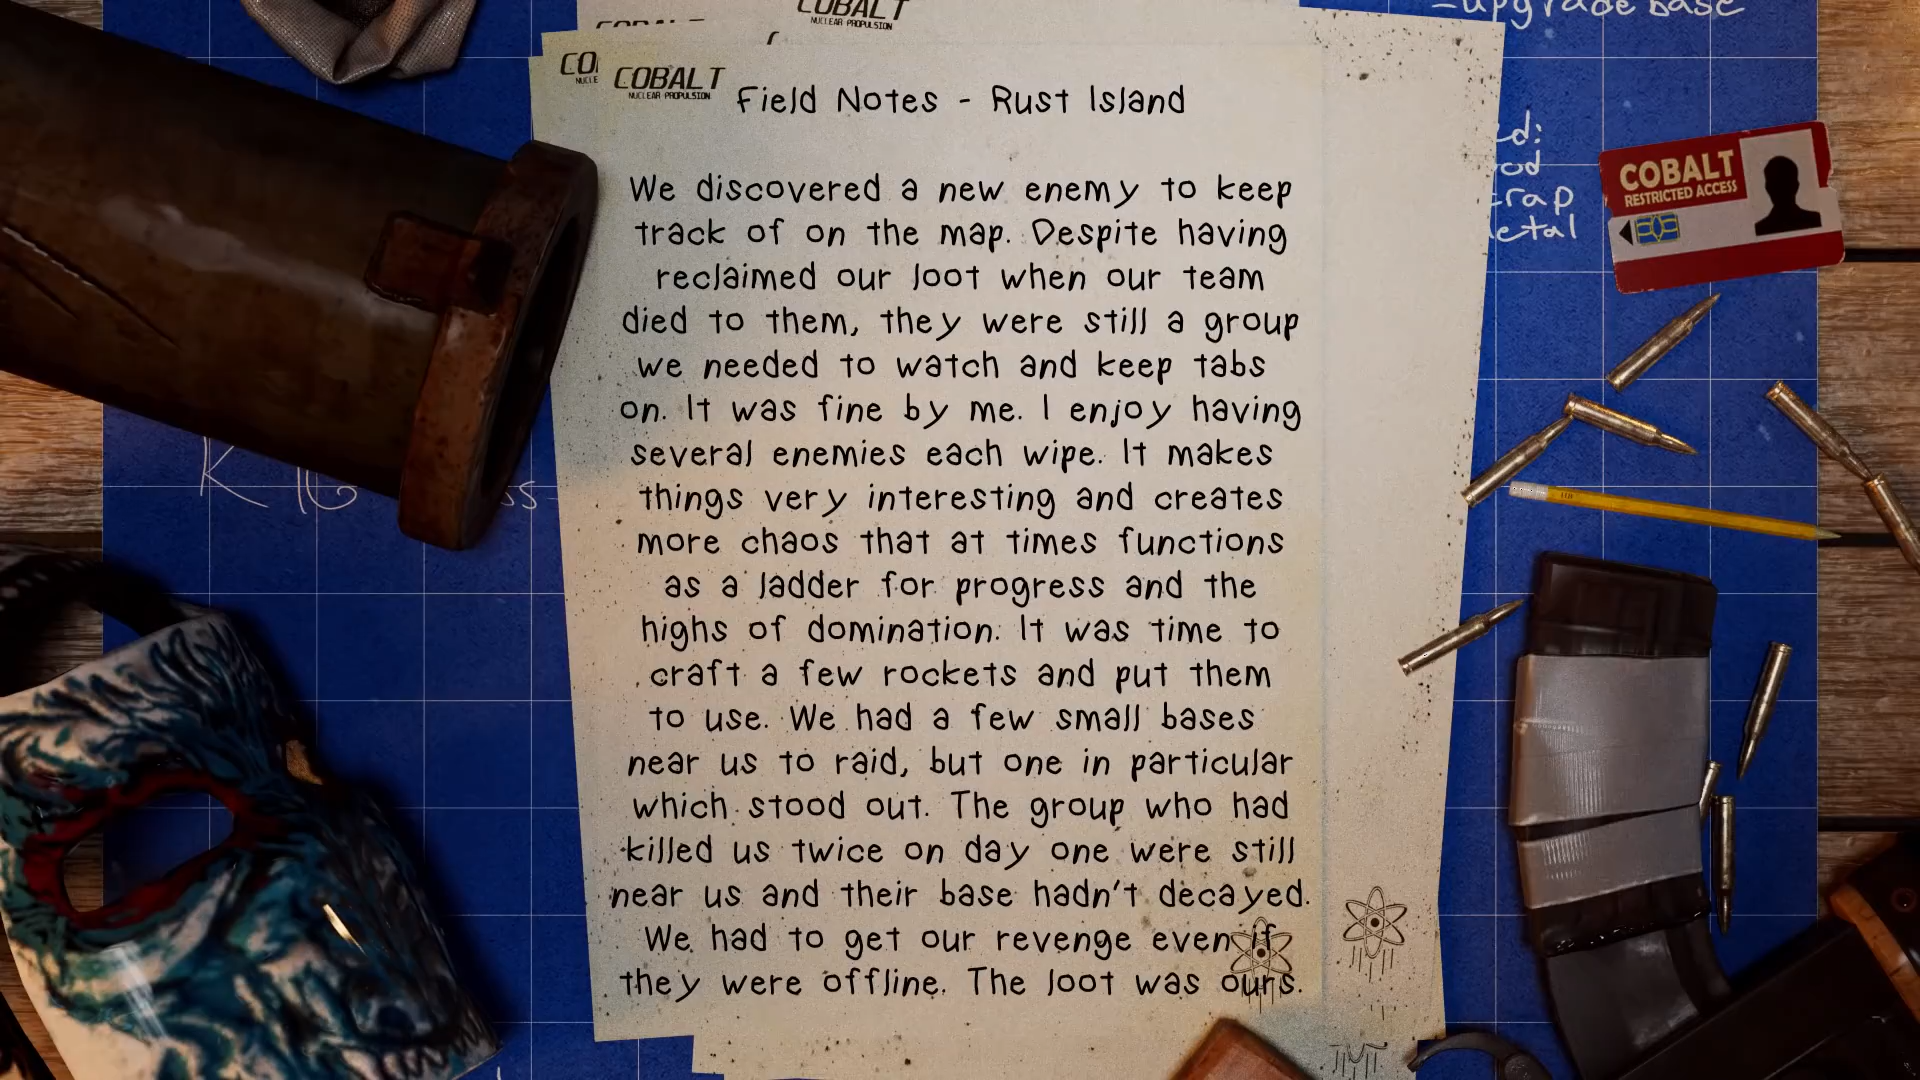 =upgrade base
COBALT
NUCLEAR PROPULSION
COBALT
NUCLEAR PROPULSION
Field Notes - Rust Island
We discovered a new enemy to keep
track of on the map. Despite having
reclaimed our loot when our team
died to them, they were still a group
we needed to watch and keep tabs
on. It was fine by me. I enjoy having
several enemies each wipe. It makes
things very interesting and creates
more chaos that at times functions
as a ladder for progress and the
highs of domination. It was time to
craft a few rockets and put them
to use. We had a few small bases
near us to raid, but one in particular
which stood out. The group who had
killed us twice on day one were still
near us and their base hadn't decayed.
We had to get our revenge even if
they were offline. The loot was ours.
COBALT
RESTRICTED ACCESS